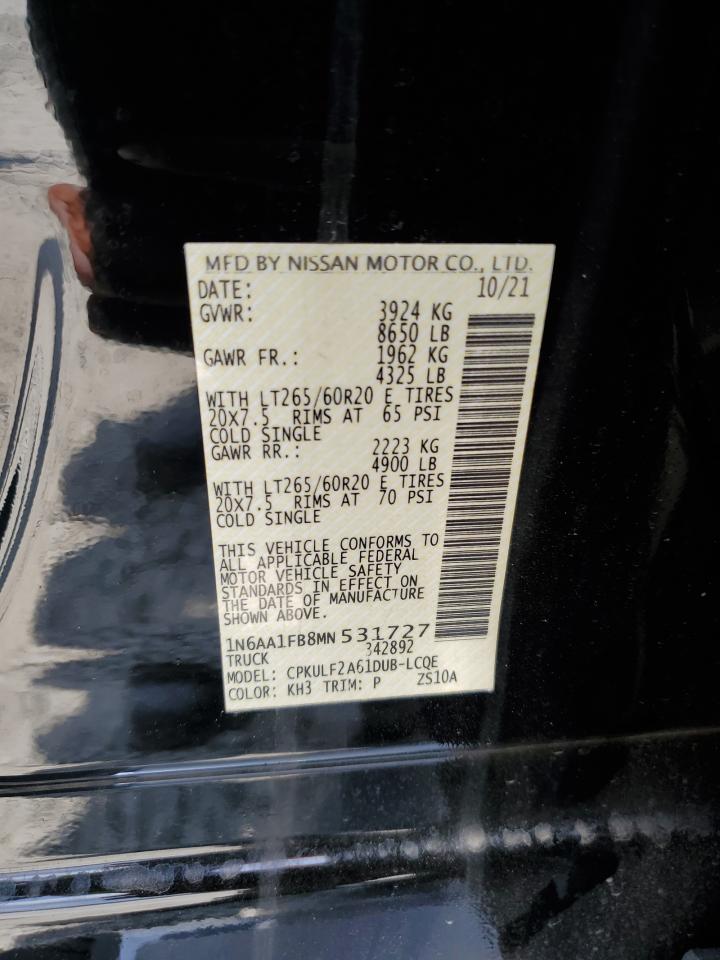 MFD BY NISSAN MOTOR CO., LTD.
DATE: 10/21
GVWR: 3924 KG
8650 LB
GAWR FR.: 1962 KG
4325 LB
WITH LT265/60R20 E TIRES
20X7.5 RIMS AT 65 PSI
COLD SINGLE
GAWR RR.: 2223 KG
4900 LB
WITH LT265/60R20 E TIRES
20X7.5 RIMS AT 70 PSI
COLD SINGLE
THIS VEHICLE CONFORMS TO
ALL APPLICABLE FEDERAL
MOTOR VEHICLE SAFETY
STANDARDS IN EFFECT ON
THE DATE OF MANUFACTURE
SHOWN ABOVE.
1N6AA1FB8MN531727
TRUCK 342892
MODEL: CPKULF2A61DUB-LCQE
COLOR: KH3 TRIM: P ZS10A